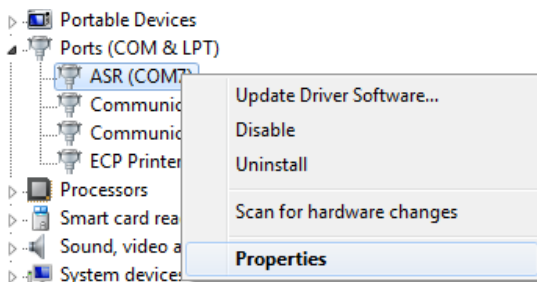 Portable Devices
Ports (COM & LPT)
ASR (COM7)
Communic
Communic
ECP Printer
Processors
Smart card rea
Sound, video a
System devices
Update Driver Software...
Disable
Uninstall
Scan for hardware changes
Properties